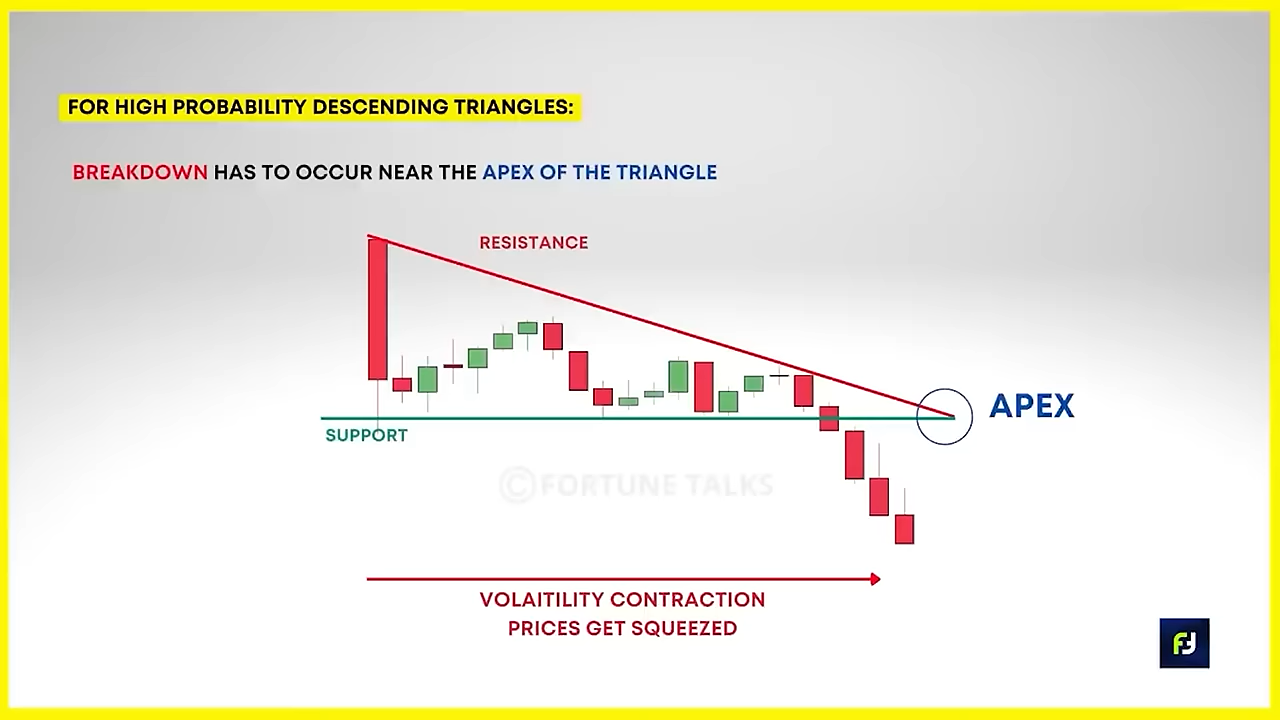 FOR HIGH PROBABILITY DESCENDING TRIANGLES:
BREAKDOWN HAS TO OCCUR NEAR THE APEX OF THE TRIANGLE
RESISTANCE
APEX
SUPPORT
©FORTUNE TALKS
VOLAITILITY CONTRACTION
PRICES GET SQUEEZED